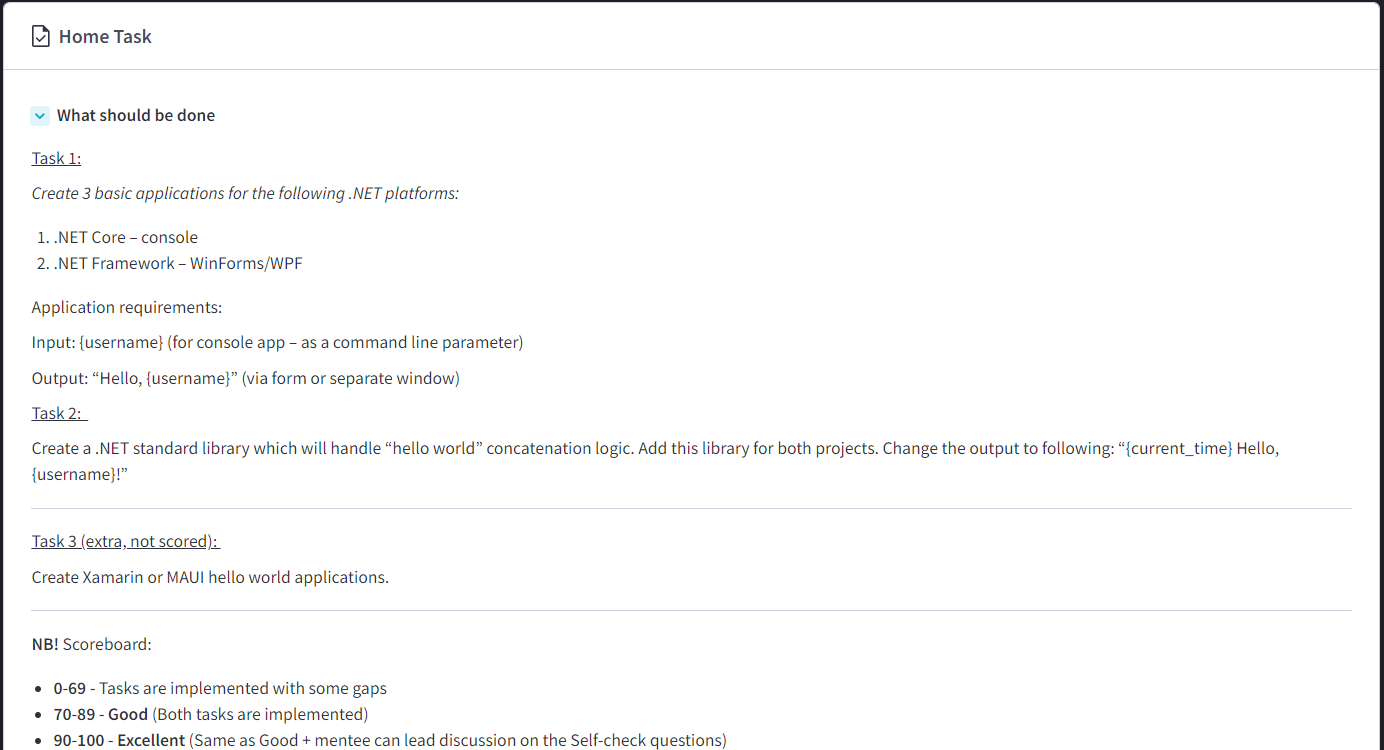 Home Task
What should be done
Task 1:
Create 3 basic applications for the following .NET platforms:
1. .NET Core – console
2. .NET Framework – WinForms/WPF
Application requirements:
Input: {username} (for console app – as a command line parameter)
Output: “Hello, {username}” (via form or separate window)
Task 2:
Create a .NET standard library which will handle “hello world” concatenation logic. Add this library for both projects. Change the output to following: “{current_time} Hello,
{username}!”
Task 3 (extra, not scored):
Create Xamarin or MAUI hello world applications.
NB! Scoreboard:
• 0-69 - Tasks are implemented with some gaps
• 70-89 - Good (Both tasks are implemented)
• 90-100 - Excellent (Same as Good + mentee can lead discussion on the Self-check questions)